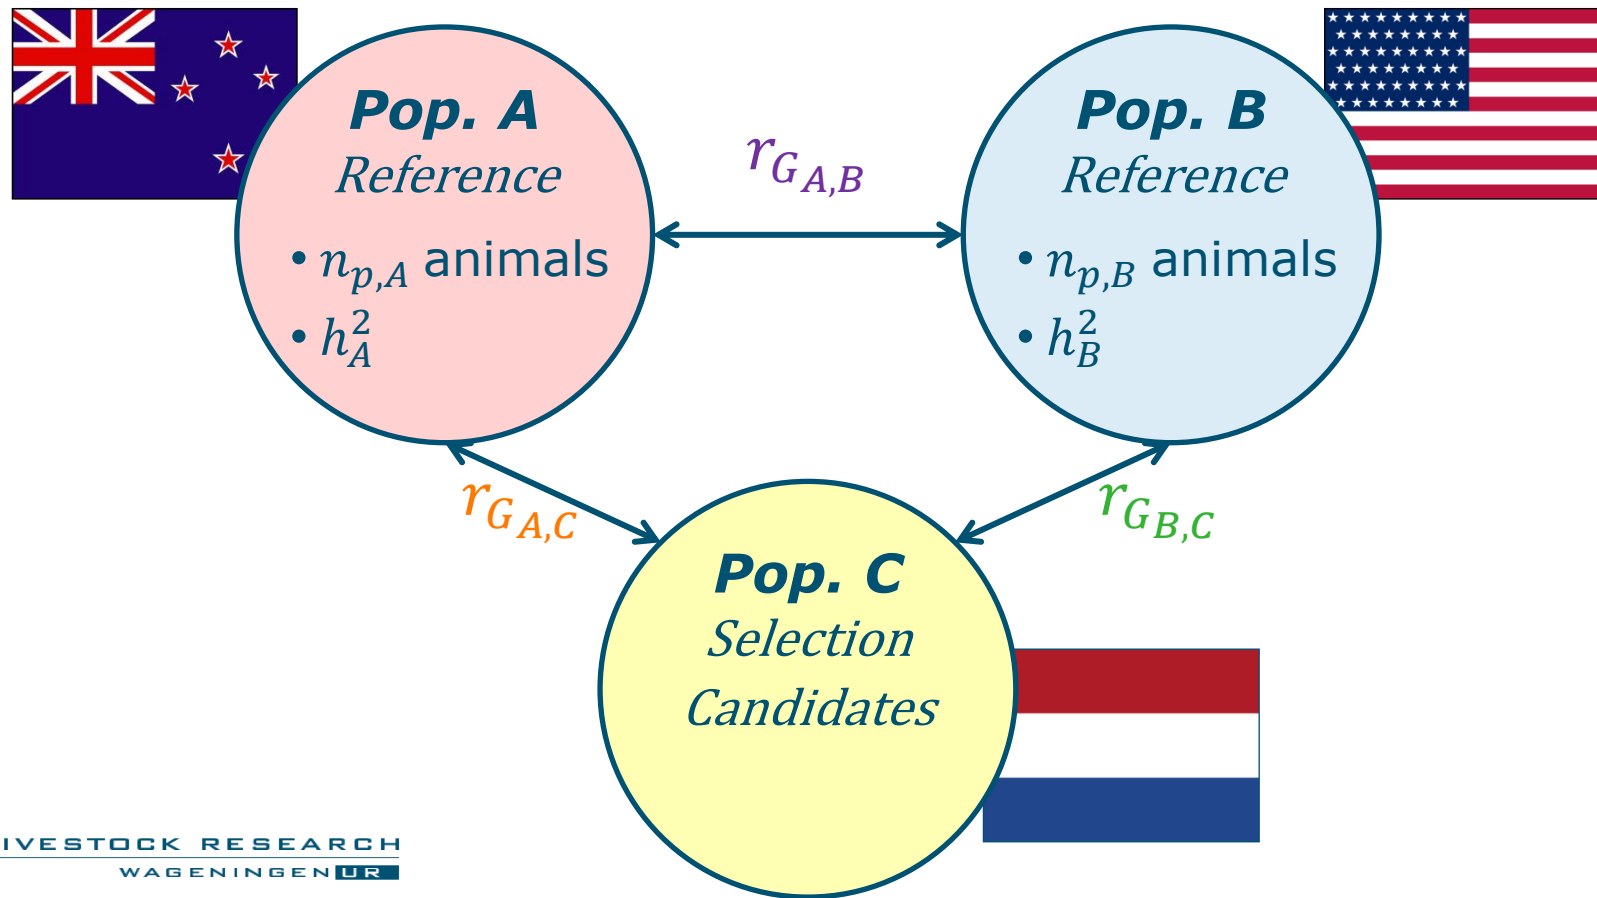 Pop. A
Reference
• n_{p,A} animals
• h_A^2
r_{G_{A,B}}
Pop. B
Reference
• n_{p,B} animals
• h_B^2
r_{G_{A,C}}
r_{G_{B,C}}
Pop. C
Selection
Candidates
IVESTOCK RESEARCH
WAGENINGEN UR